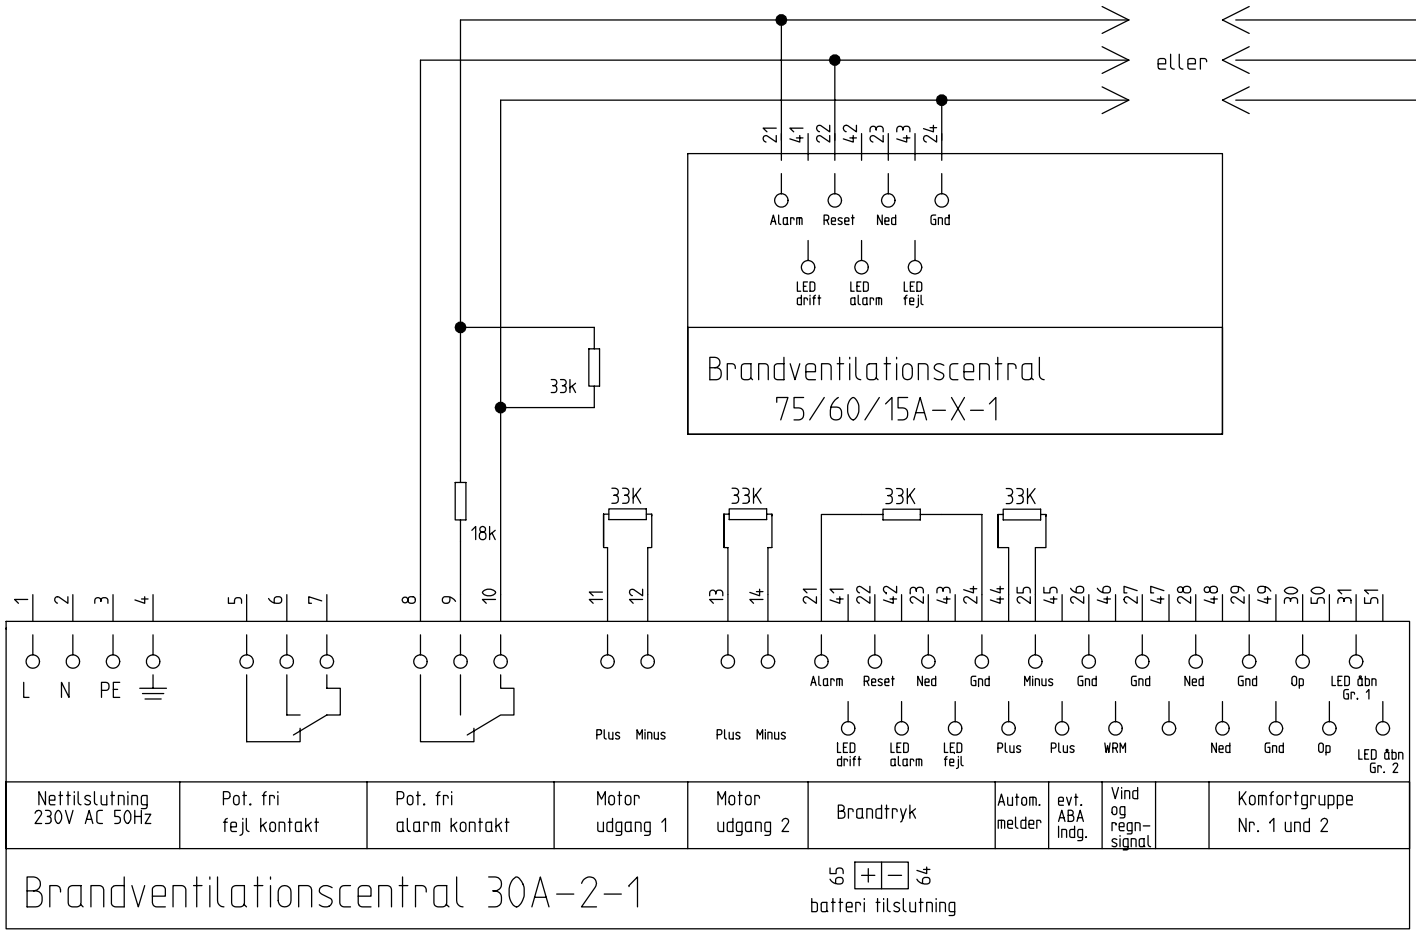 eller
21 41 22 42 23 43 24
Alarm Reset Ned Gnd
LED drift
LED alarm
LED fejl
Brandventilationscentral
75/60/15A-X-1
33k
18k
33K 33K 33K 33K
1 2 3 4 5 6 7 8 9 10 11 12 13 14 21 41 22 42 23 43 24 44 25 45 26 46 27 47 28 48 29 49 30 50 31 51
L N PE
Alarm Reset Ned Gnd Minus Gnd Gnd Ned Gnd Op LED åbn
Gr. 1
Plus Minus Plus Minus
LED drift
LED alarm
LED fejl
Plus Plus WRM Ned Gnd Op LED åbn
Gr. 2
Nettilslutning
230V AC 50Hz
Pot. fri
fejl kontakt
Pot. fri
alarm kontakt
Motor
udgang 1
Motor
udgang 2
Brandtryk
Autom.
melder
evt.
ABA
Indg.
Vind
og
regn-
signal
Komfortgruppe
Nr. 1 und 2
Brandventilationscentral 30A-2-1
65 + - 64
batteri tilslutning